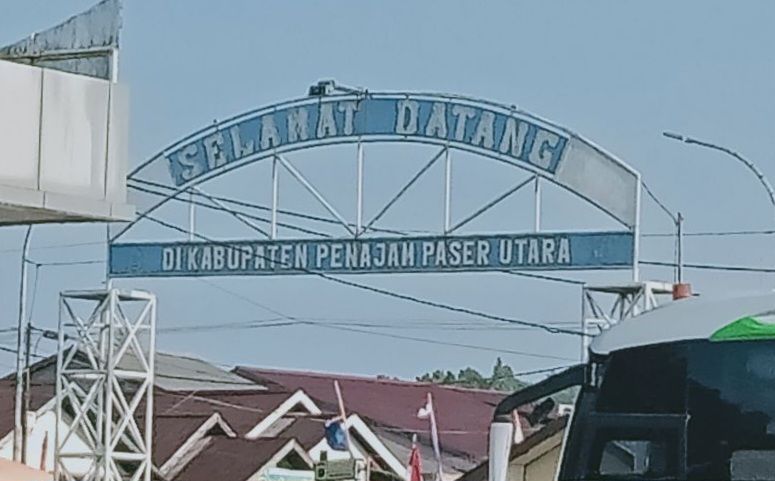 SELAMAT DATANG
DI KABUPATEN PENAJAM PASER UTARA